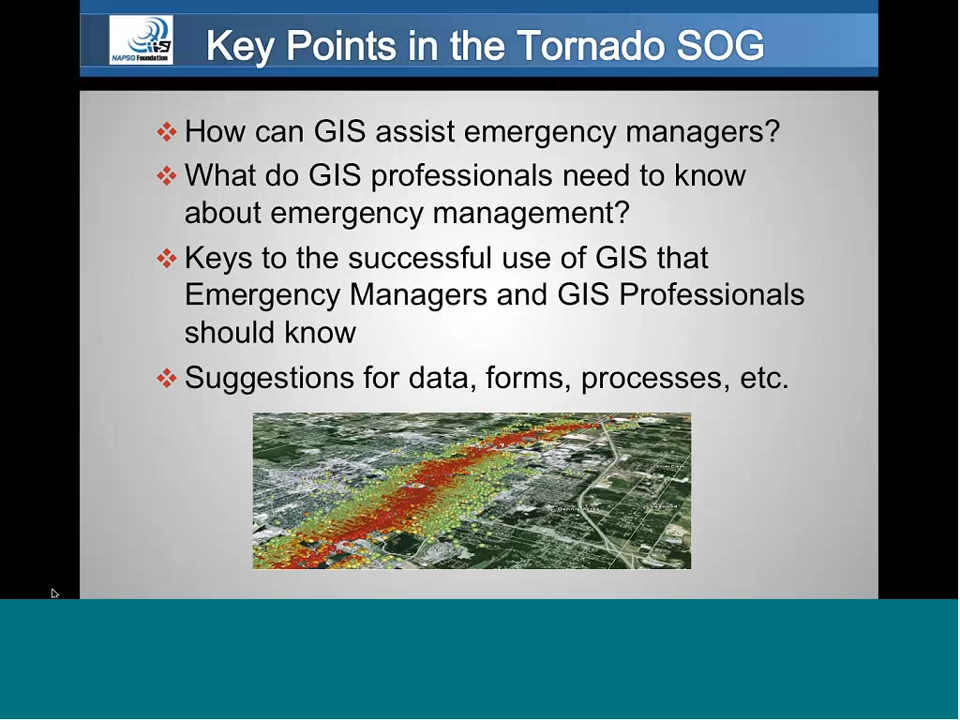 NAPSG Foundation
Key Points in the Tornado SOG
How can GIS assist emergency managers?
What do GIS professionals need to know
about emergency management?
Keys to the successful use of GIS that
Emergency Managers and GIS Professionals
should know
Suggestions for data, forms, processes, etc.